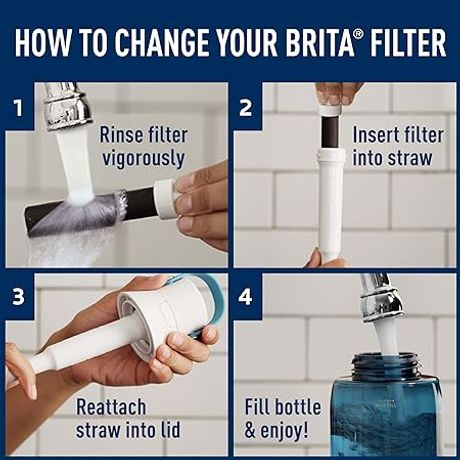 HOW TO CHANGE YOUR BRITA® FILTER
1
Rinse filter
vigorously
2
Insert filter
into straw
3
Reattach
straw into lid
4
Fill bottle
& enjoy!